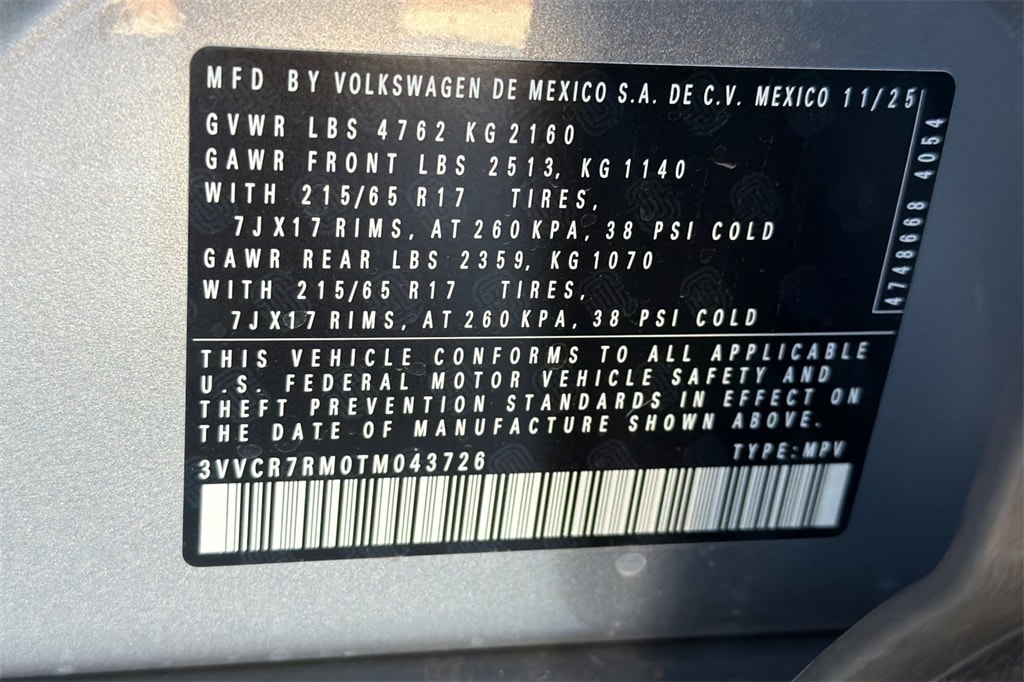 MFD BY VOLKSWAGEN DE MEXICO S.A. DE C.V. MEXICO 11/25
GVWR LBS 4762 KG 2160
GAWR FRONT LBS 2513, KG 1140
WITH 215/65 R17 TIRES,
7JX17 RIMS, AT 260 KPA, 38 PSI COLD
GAWR REAR LBS 2359, KG 1070
WITH 215/65 R17 TIRES,
7JX17 RIMS, AT 260 KPA, 38 PSI COLD
4748668 4054
THIS VEHICLE CONFORMS TO ALL APPLICABLE
U.S. FEDERAL MOTOR VEHICLE SAFETY AND
THEFT PREVENTION STANDARDS IN EFFECT ON
THE DATE OF MANUFACTURE SHOWN ABOVE.
3VVCR7RM0TM043726 TYPE:MPV